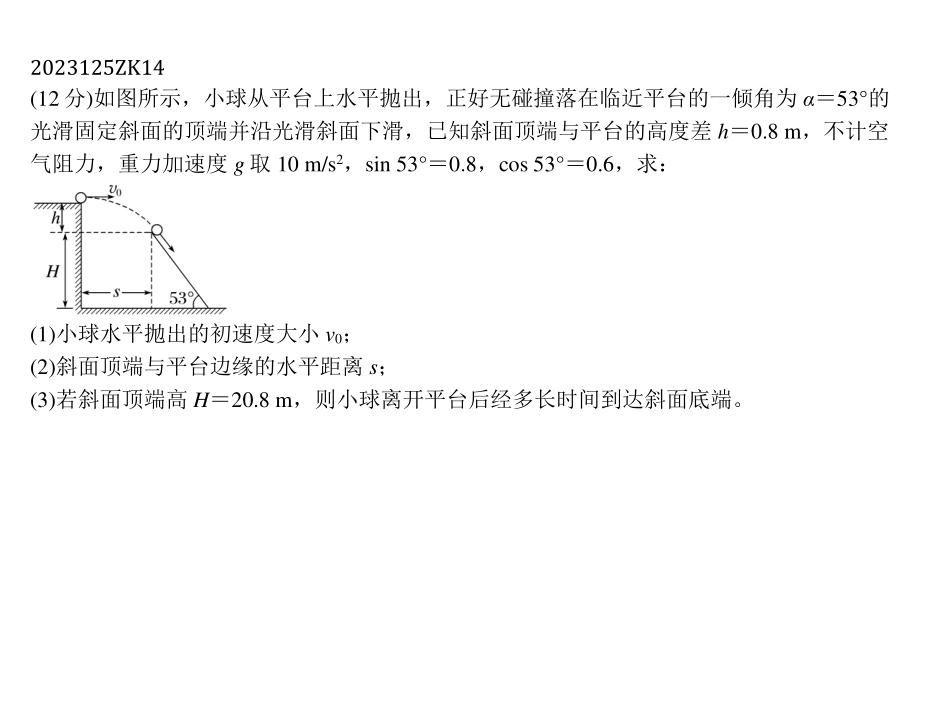 2023125ZK14
(12 分)如图所示，小球从平台上水平抛出，正好无碰撞落在临近平台的一倾角为 α＝53°的
光滑固定斜面的顶端并沿光滑斜面下滑，已知斜面顶端与平台的高度差 h＝0.8 m，不计空
气阻力，重力加速度 g 取 10 m/s²，sin 53°＝0.8，cos 53°＝0.6，求：
v₀
h
H
s
53°
(1)小球水平抛出的初速度大小 v₀；
(2)斜面顶端与平台边缘的水平距离 s；
(3)若斜面顶端高 H＝20.8 m，则小球离开平台后经多长时间到达斜面底端。